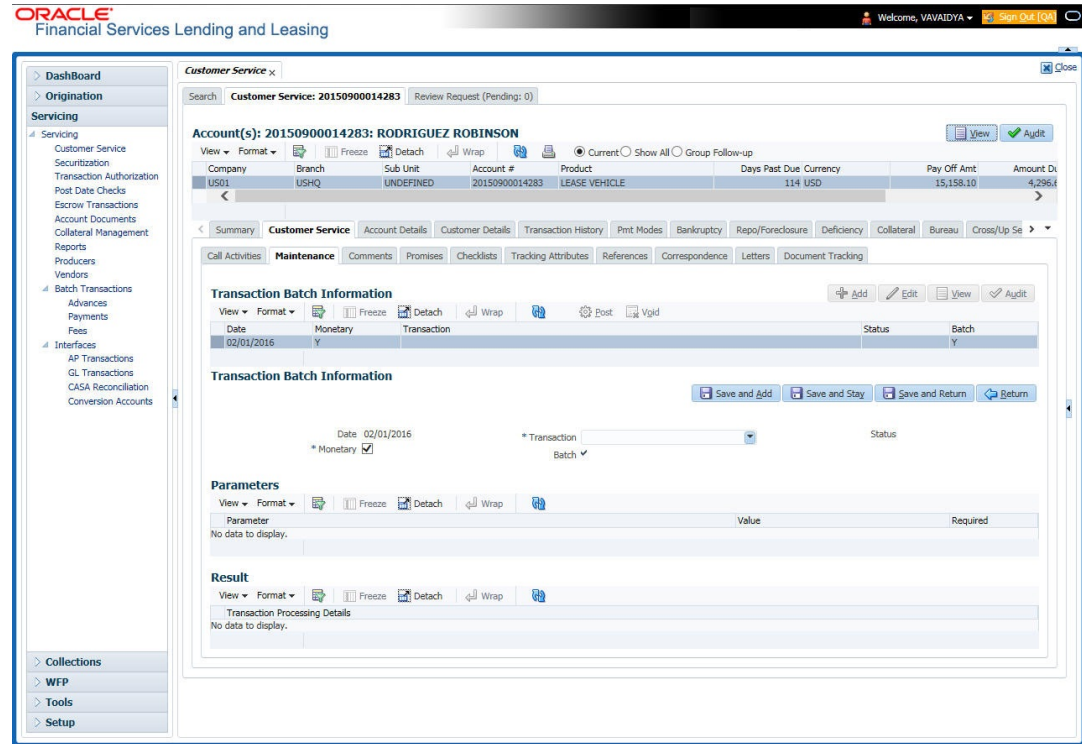 ORACLE®
Financial Services Lending and Leasing
Welcome, VAVAIDYA Sign Out [QA]
Close
DashBoard
Origination
Servicing
Servicing
Customer Service
Securitization
Transaction Authorization
Post Date Checks
Escrow Transactions
Account Documents
Collateral Management
Reports
Producers
Vendors
Batch Transactions
Advances
Payments
Fees
Interfaces
AP Transactions
GL Transactions
CASA Reconciliation
Conversion Accounts
Collections
WFP
Tools
Setup
Customer Service x
Search Customer Service: 20150900014283 Review Request (Pending: 0)
Account(s): 20150900014283: RODRIGUEZ ROBINSON
View Audit
View Format Freeze Detach Wrap Current Show All Group Follow-up
Company Branch Sub Unit Account # Product Days Past Due Currency Pay Off Amt Amount Du
US01 USHQ UNDEFINED 20150900014283 LEASE VEHICLE 114 USD 15,158.10 4,296.6
Summary Customer Service Account Details Customer Details Transaction History Pmt Modes Bankruptcy Repo/Foreclosure Deficiency Collateral Bureau Cross/Up Se
Call Activities Maintenance Comments Promises Checklists Tracking Attributes References Correspondence Letters Document Tracking
Transaction Batch Information
Add Edit View Audit
View Format Freeze Detach Wrap Post Void
Date Monetary Transaction Status Batch
02/01/2016 Y Y
Transaction Batch Information
Save and Add Save and Stay Save and Return Return
Date 02/01/2016 * Transaction Status
* Monetary Batch
Parameters
View Format Freeze Detach Wrap
Parameter Value Required
No data to display.
Result
View Format Freeze Detach Wrap
Transaction Processing Details
No data to display.